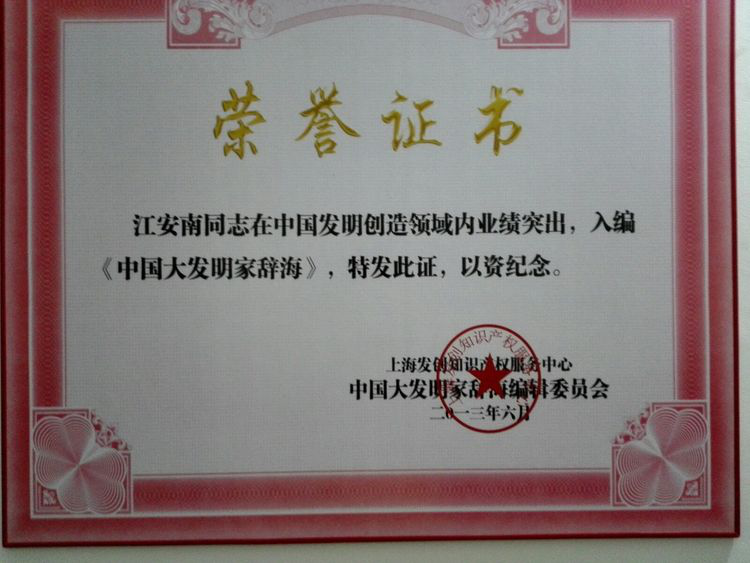 荣誉证书
江安南同志在中国发明创造领域内业绩突出，入编
《中国大发明家辞海》，特发此证，以资纪念。
上海发创知识产权服务中心
中国大发明家辞海编辑委员会
二0一三年六月